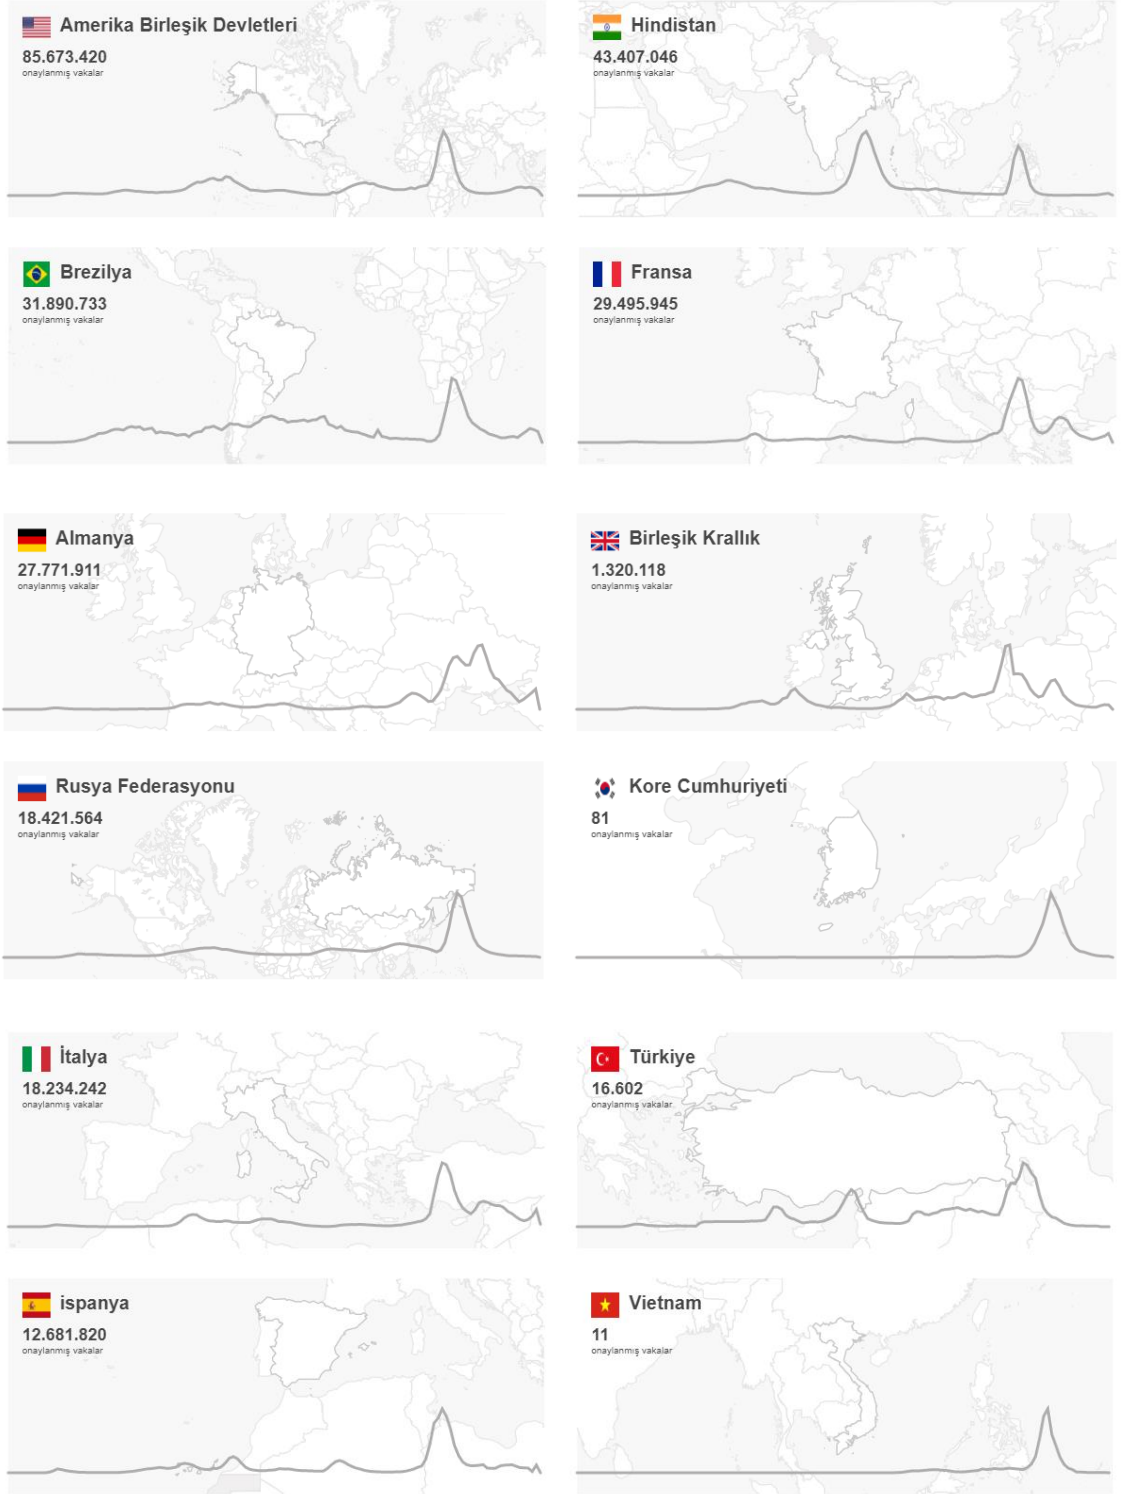 Amerika Birleşik Devletleri
85.673.420
onaylanmış vakalar
Hindistan
43.407.046
onaylanmış vakalar
Brezilya
31.890.733
onaylanmış vakalar
Fransa
29.495.945
onaylanmış vakalar
Almanya
27.771.911
onaylanmış vakalar
Birleşik Krallık
1.320.118
onaylanmış vakalar
Rusya Federasyonu
18.421.564
onaylanmış vakalar
Kore Cumhuriyeti
81
onaylanmış vakalar
İtalya
18.234.242
onaylanmış vakalar
Türkiye
16.602
onaylanmış vakalar
ispanya
12.681.820
onaylanmış vakalar
Vietnam
11
onaylanmış vakalar